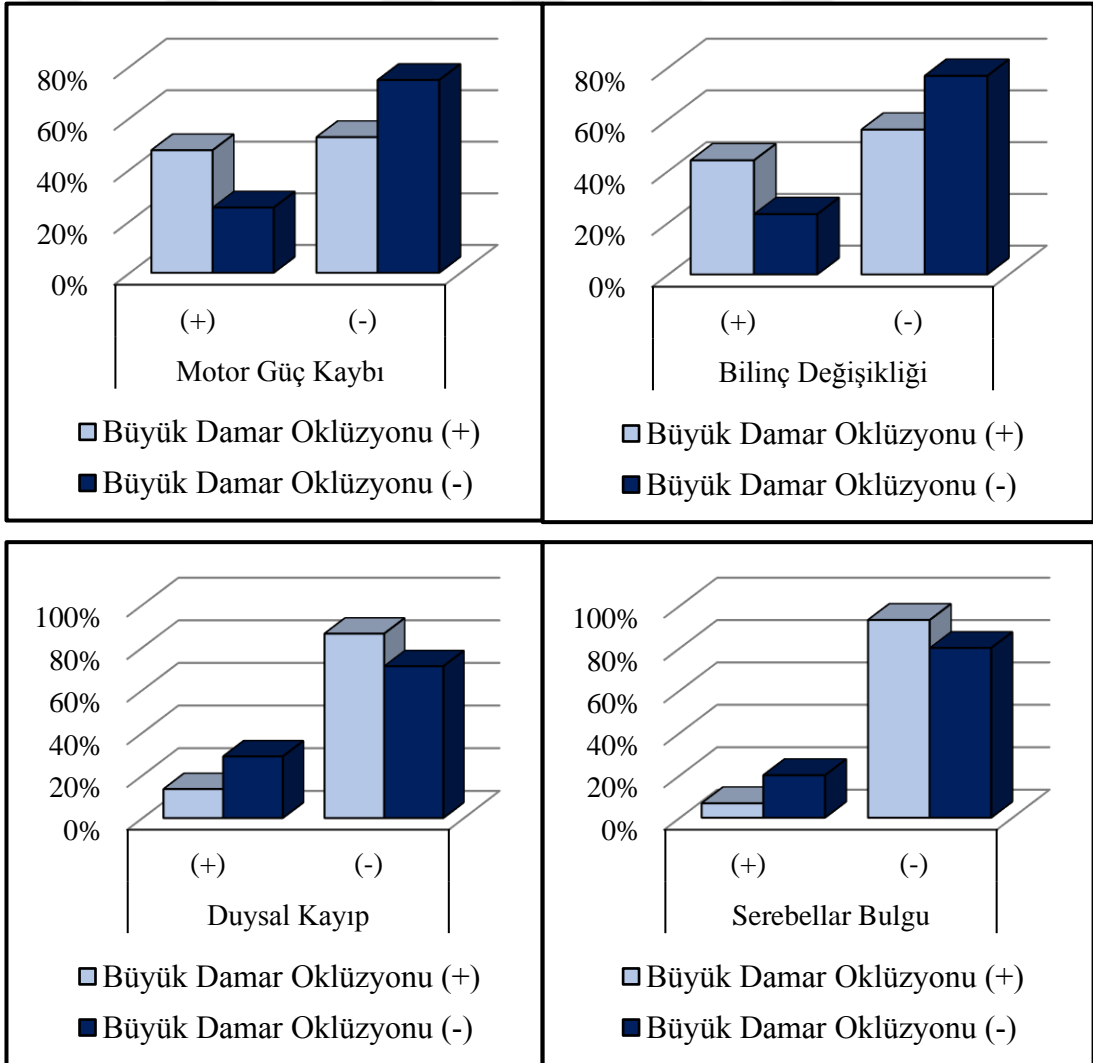 80%
60%
40%
20%
0%
(+) (-)
Motor Güç Kaybı
Büyük Damar Oklüzyonu (+)
Büyük Damar Oklüzyonu (-)
80%
60%
40%
20%
0%
(+) (-)
Bilinç Değişikliği
Büyük Damar Oklüzyonu (+)
Büyük Damar Oklüzyonu (-)
100%
80%
60%
40%
20%
0%
(+) (-)
Duysal Kayıp
Büyük Damar Oklüzyonu (+)
Büyük Damar Oklüzyonu (-)
100%
80%
60%
40%
20%
0%
(+) (-)
Serebellar Bulgu
Büyük Damar Oklüzyonu (+)
Büyük Damar Oklüzyonu (-)